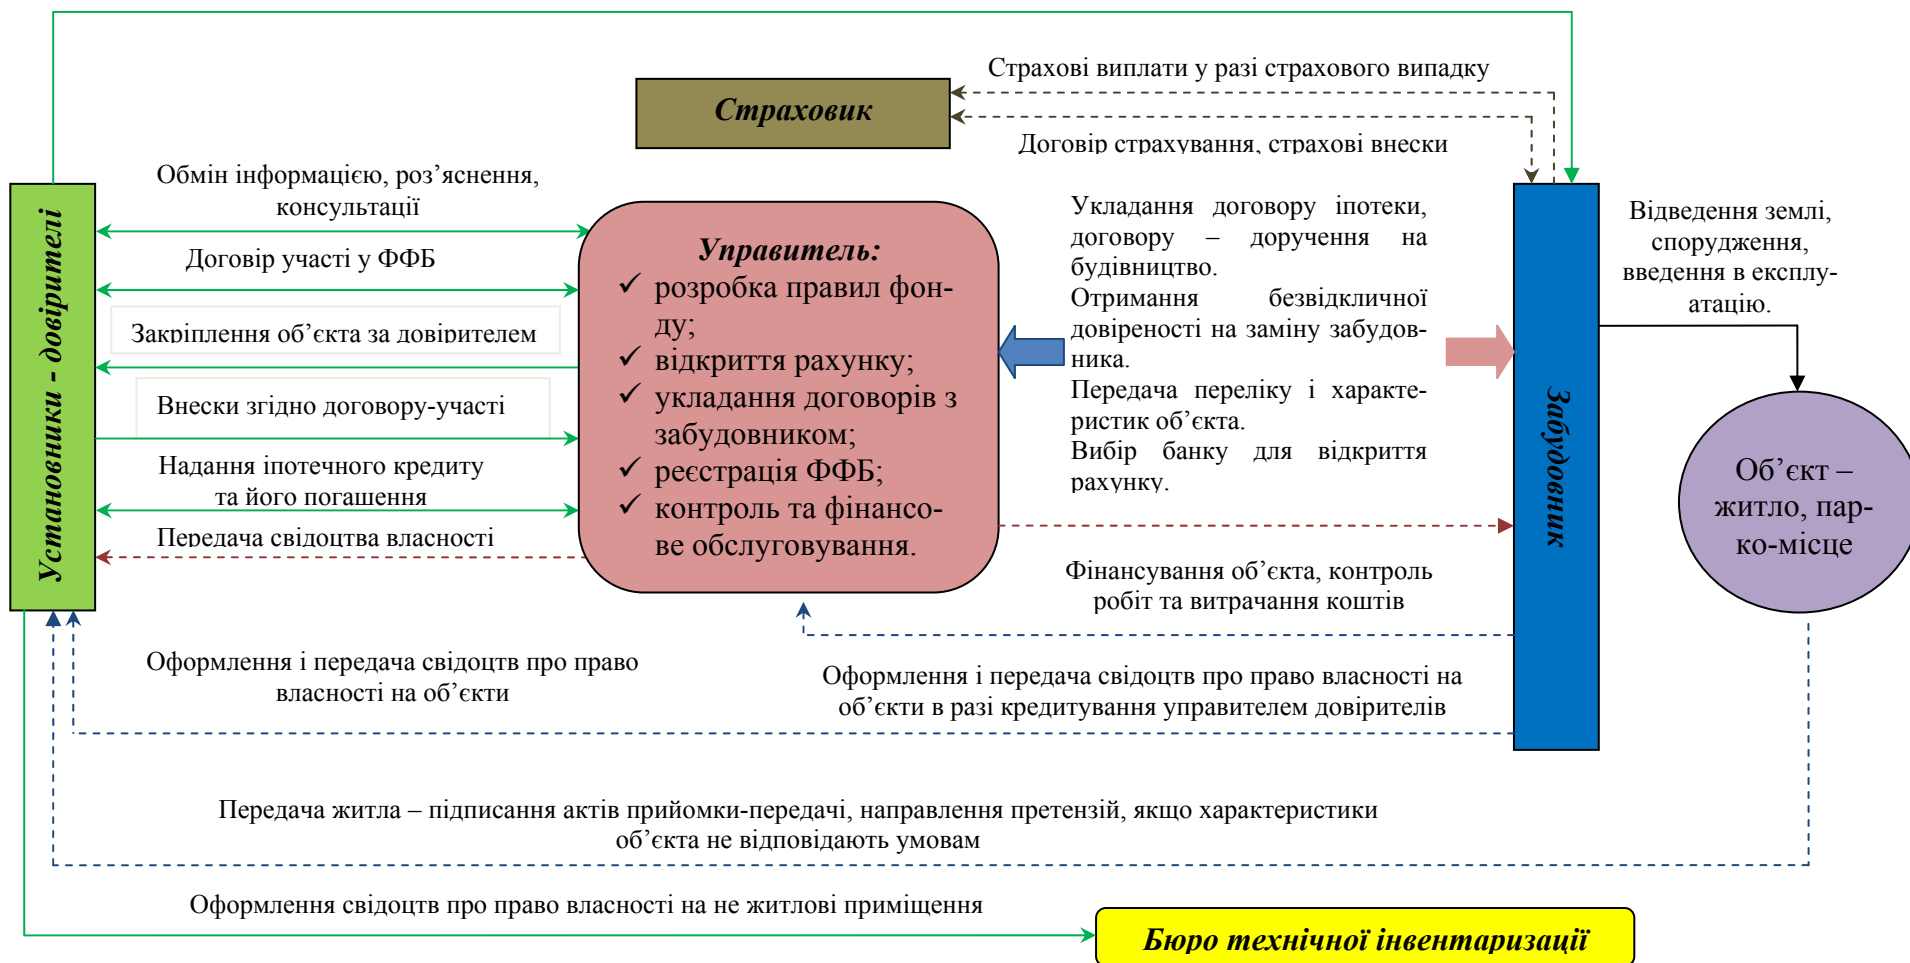 Страхові виплати у разі страхового випадку
Страховик
Договір страхування, страхові внески
Установники - довірителі
Обмін інформацією, роз’яснення,
консультації
Договір участі у ФФБ
Закріплення об’єкта за довірителем
Внески згідно договору-участі
Надання іпотечного кредиту
та його погашення
Передача свідоцтва власності
Управитель:
✓ розробка правил фон-
ду;
✓ відкриття рахунку;
✓ укладання договорів з
забудовником;
✓ реєстрація ФФБ;
✓ контроль та фінансо-
ве обслуговування.
Укладання договору іпотеки,
договору – доручення на
будівництво.
Отримання безвідкличної
довіреності на заміну забудов-
ника.
Передача переліку і характе-
ристик об’єкта.
Вибір банку для відкриття
рахунку.
Забудовник
Відведення землі,
спорудження,
введення в експлу-
атацію.
Об’єкт –
житло, пар-
ко-місце
Фінансування об’єкта, контроль
робіт та витрачання коштів
Оформлення і передача свідоцтв про право
власності на об’єкти
Оформлення і передача свідоцтв про право власності на
об’єкти в разі кредитування управителем довірителів
Передача житла – підписання актів прийомки-передачі, направлення претензій, якщо характеристики
об’єкта не відповідають умовам
Оформлення свідоцтв про право власності на не житлові приміщення
Бюро технічної інвентаризації